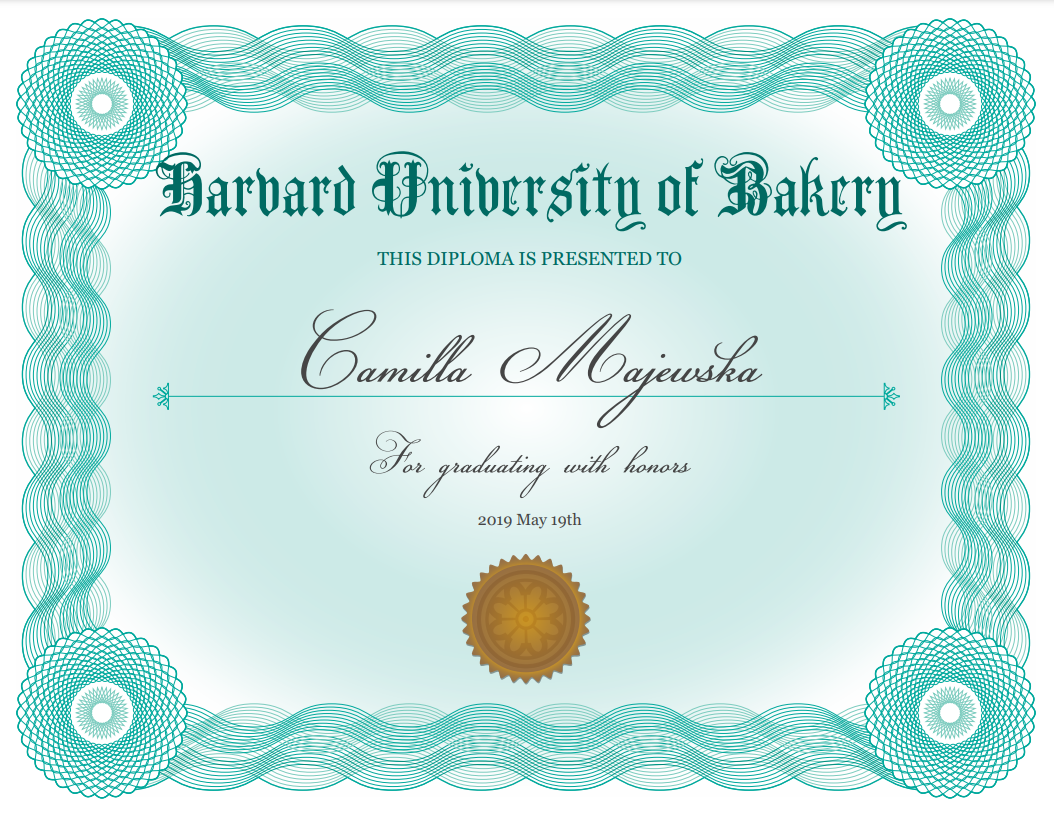 Harvard University of Bakery
THIS DIPLOMA IS PRESENTED TO
Camilla Majewska
For graduating with honors
2019 May 19th